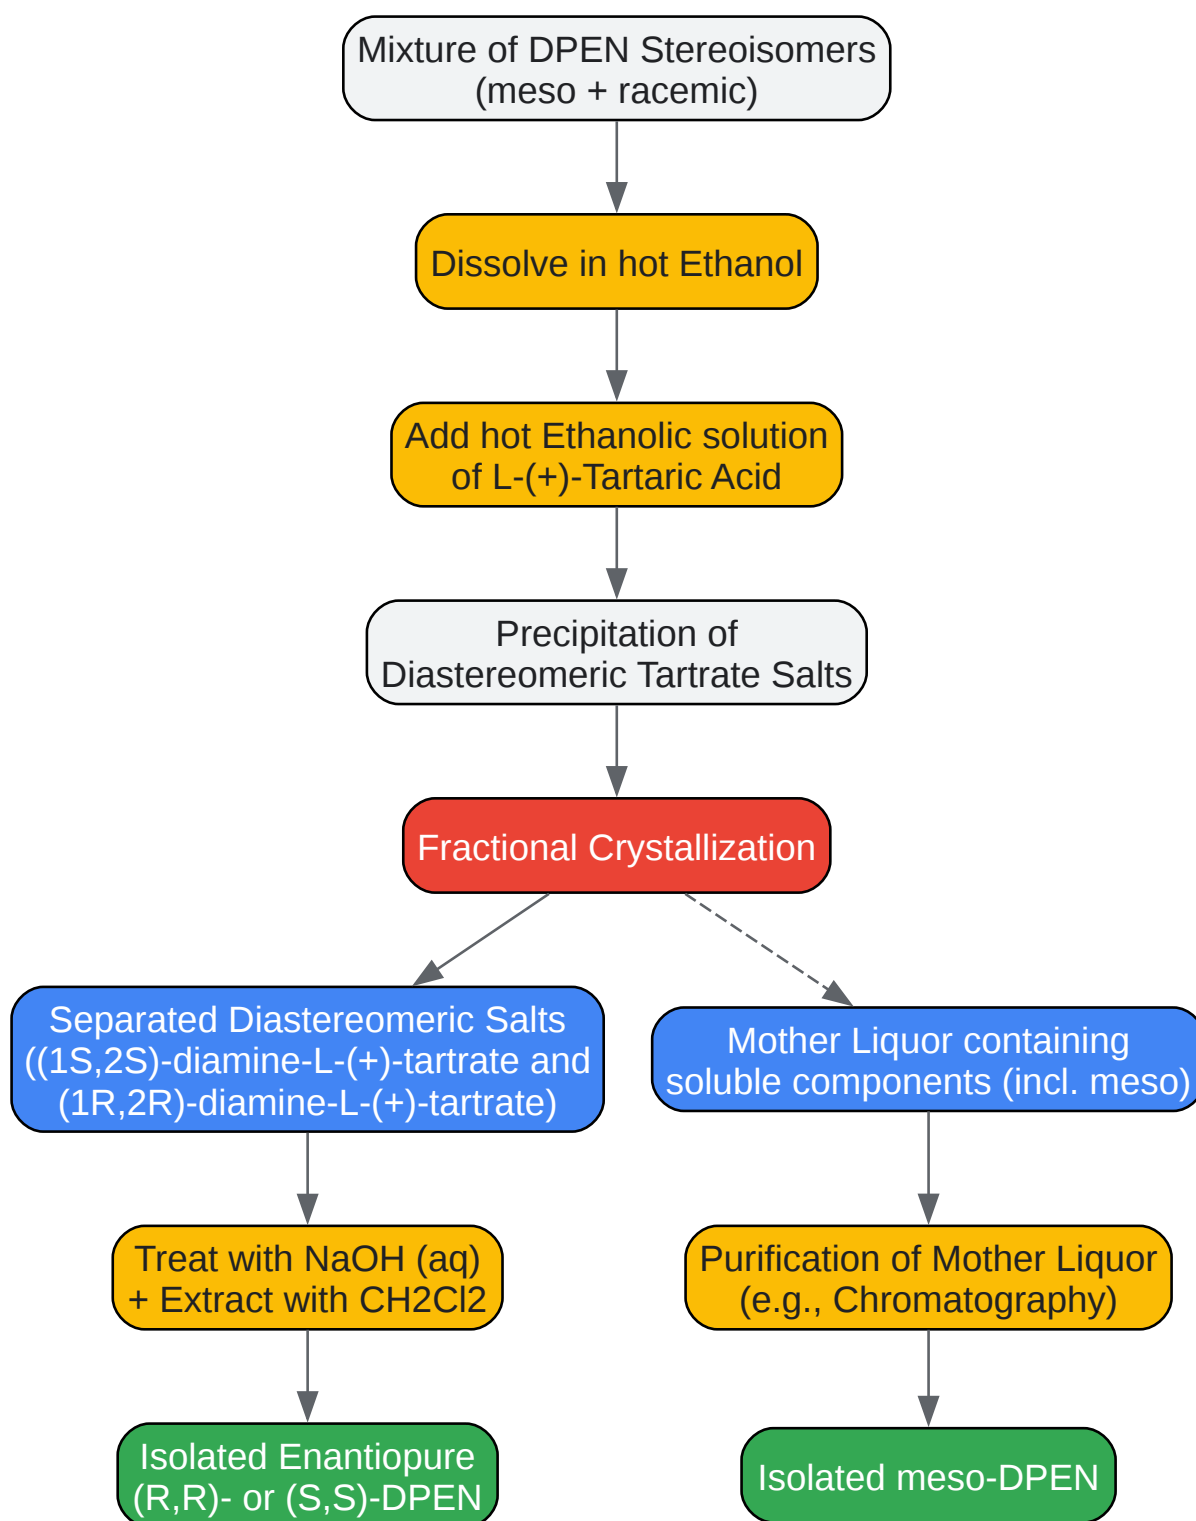 Mixture of DPEN Stereoisomers
(meso + racemic)
Dissolve in hot Ethanol
Add hot Ethanolic solution
of L-(+)-Tartaric Acid
Precipitation of
Diastereomeric Tartrate Salts
Fractional Crystallization
Separated Diastereomeric Salts
((1S,2S)-diamine-L-(+)-tartrate and
(1R,2R)-diamine-L-(+)-tartrate)
Mother Liquor containing
soluble components (incl. meso)
Treat with NaOH (aq)
+ Extract with CH2Cl2
Purification of Mother Liquor
(e.g., Chromatography)
Isolated Enantiopure
(R,R)- or (S,S)-DPEN
Isolated meso-DPEN